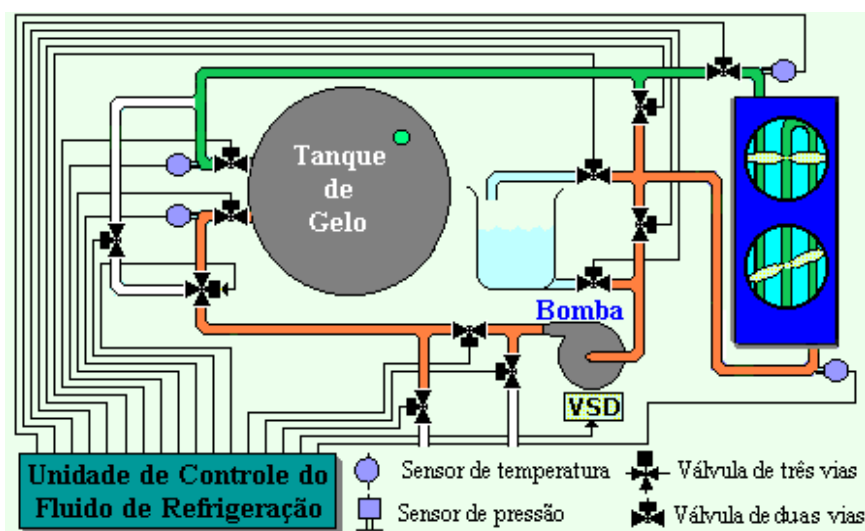 Tanque
de
Gelo
Bomba
VSD
Unidade de Controle do
Fluido de Refrigeração
Sensor de temperatura
Sensor de pressão
Válvula de três vias
Válvula de duas vias